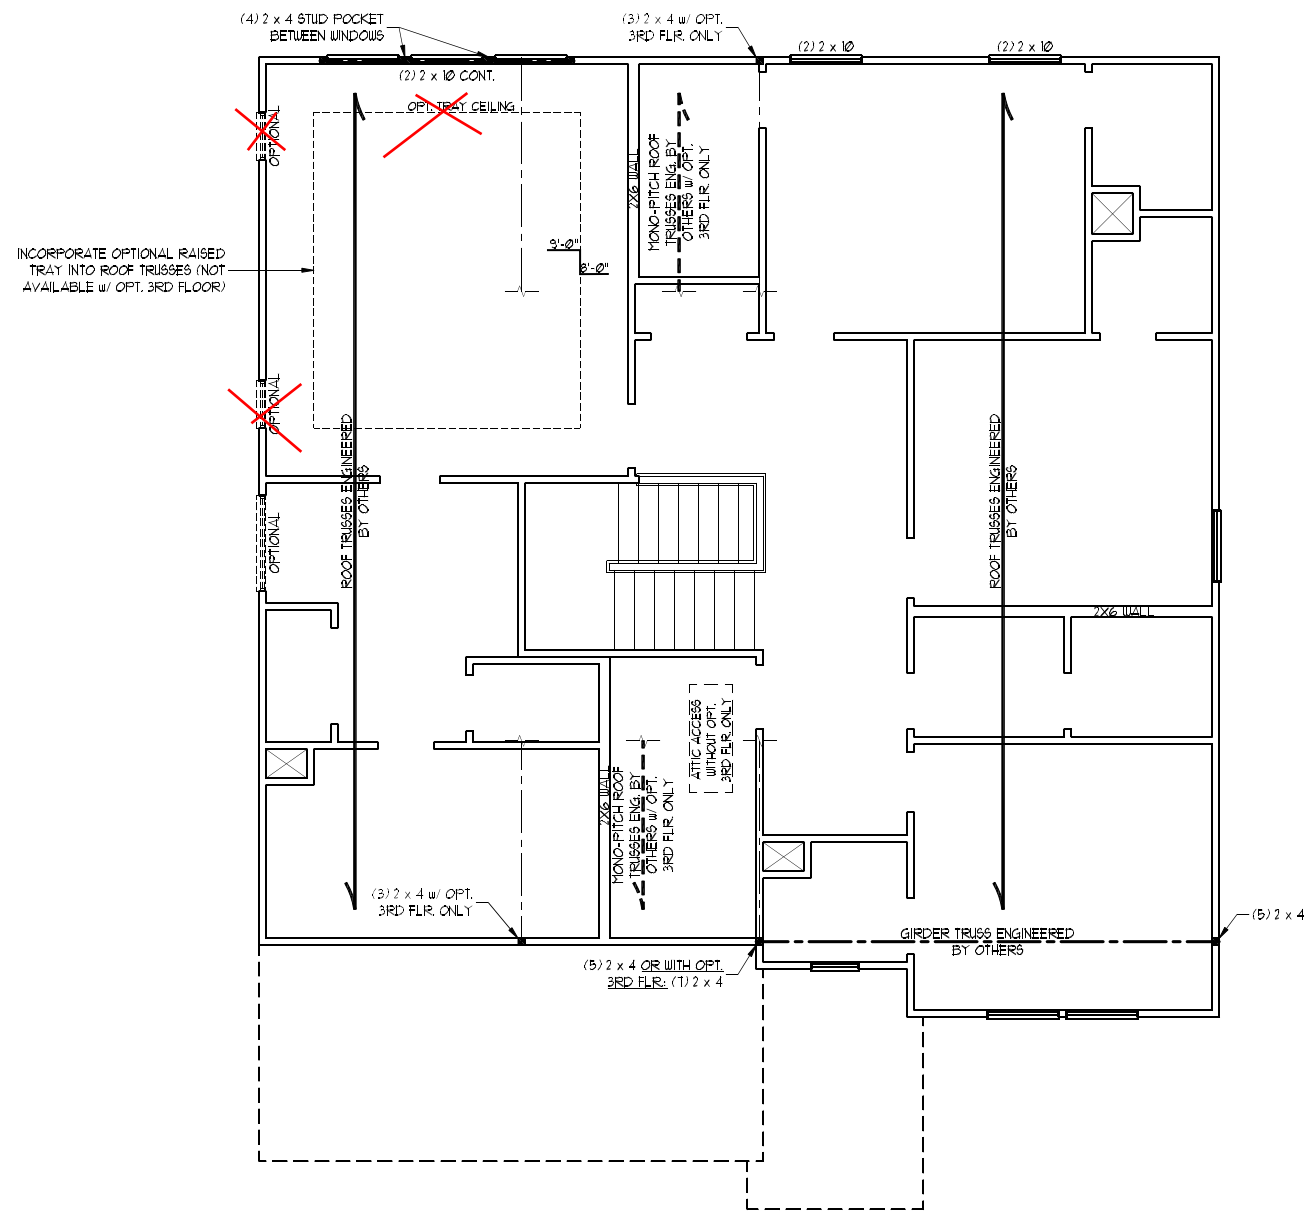 (4) 2 x 4 STUD POCKET
BETWEEN WINDOWS
(3) 2 x 4 w/ OPT.
3RD FLR. ONLY
(2) 2 x 10
(2) 2 x 10
(2) 2 x 10 CONT.
OPT. TRAY CEILING
OPTIONAL
2X6 WALL
MONO-PITCH ROOF
TRUSSES ENG. BY
OTHERS w/ OPT.
3RD FLR. ONLY
9'-0"
8'-0"
INCORPORATE OPTIONAL RAISED
TRAY INTO ROOF TRUSSES (NOT
AVAILABLE w/ OPT. 3RD FLOOR)
OPTIONAL
ROOF TRUSSES ENGINEERED
BY OTHERS
ROOF TRUSSES ENGINEERED
BY OTHERS
OPTIONAL
2X6 WALL
ATTIC ACCESS
WITHOUT OPT.
3RD FLR. ONLY
2X6 WALL
MONO-PITCH ROOF
TRUSSES ENG. BY
OTHERS w/ OPT.
3RD FLR. ONLY
(3) 2 x 4 w/ OPT.
3RD FLR. ONLY
(5) 2 x 4
GIRDER TRUSS ENGINEERED
BY OTHERS
(5) 2 x 4 OR WITH OPT.
3RD FLR.: (7) 2 x 4